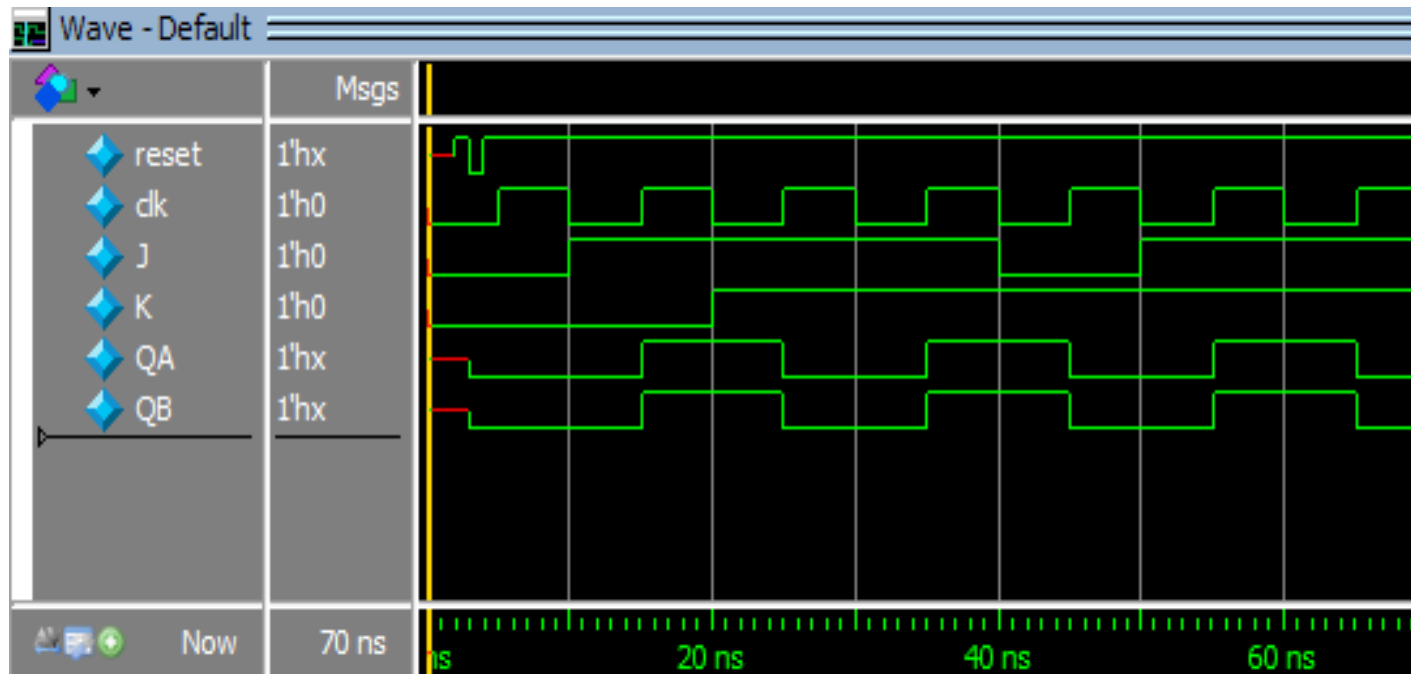 Wave - Default
Msgs
reset 1'hx
clk 1'h0
J 1'h0
K 1'h0
QA 1'hx
QB 1'hx
Now 70 ns ns 20 ns 40 ns 60 ns